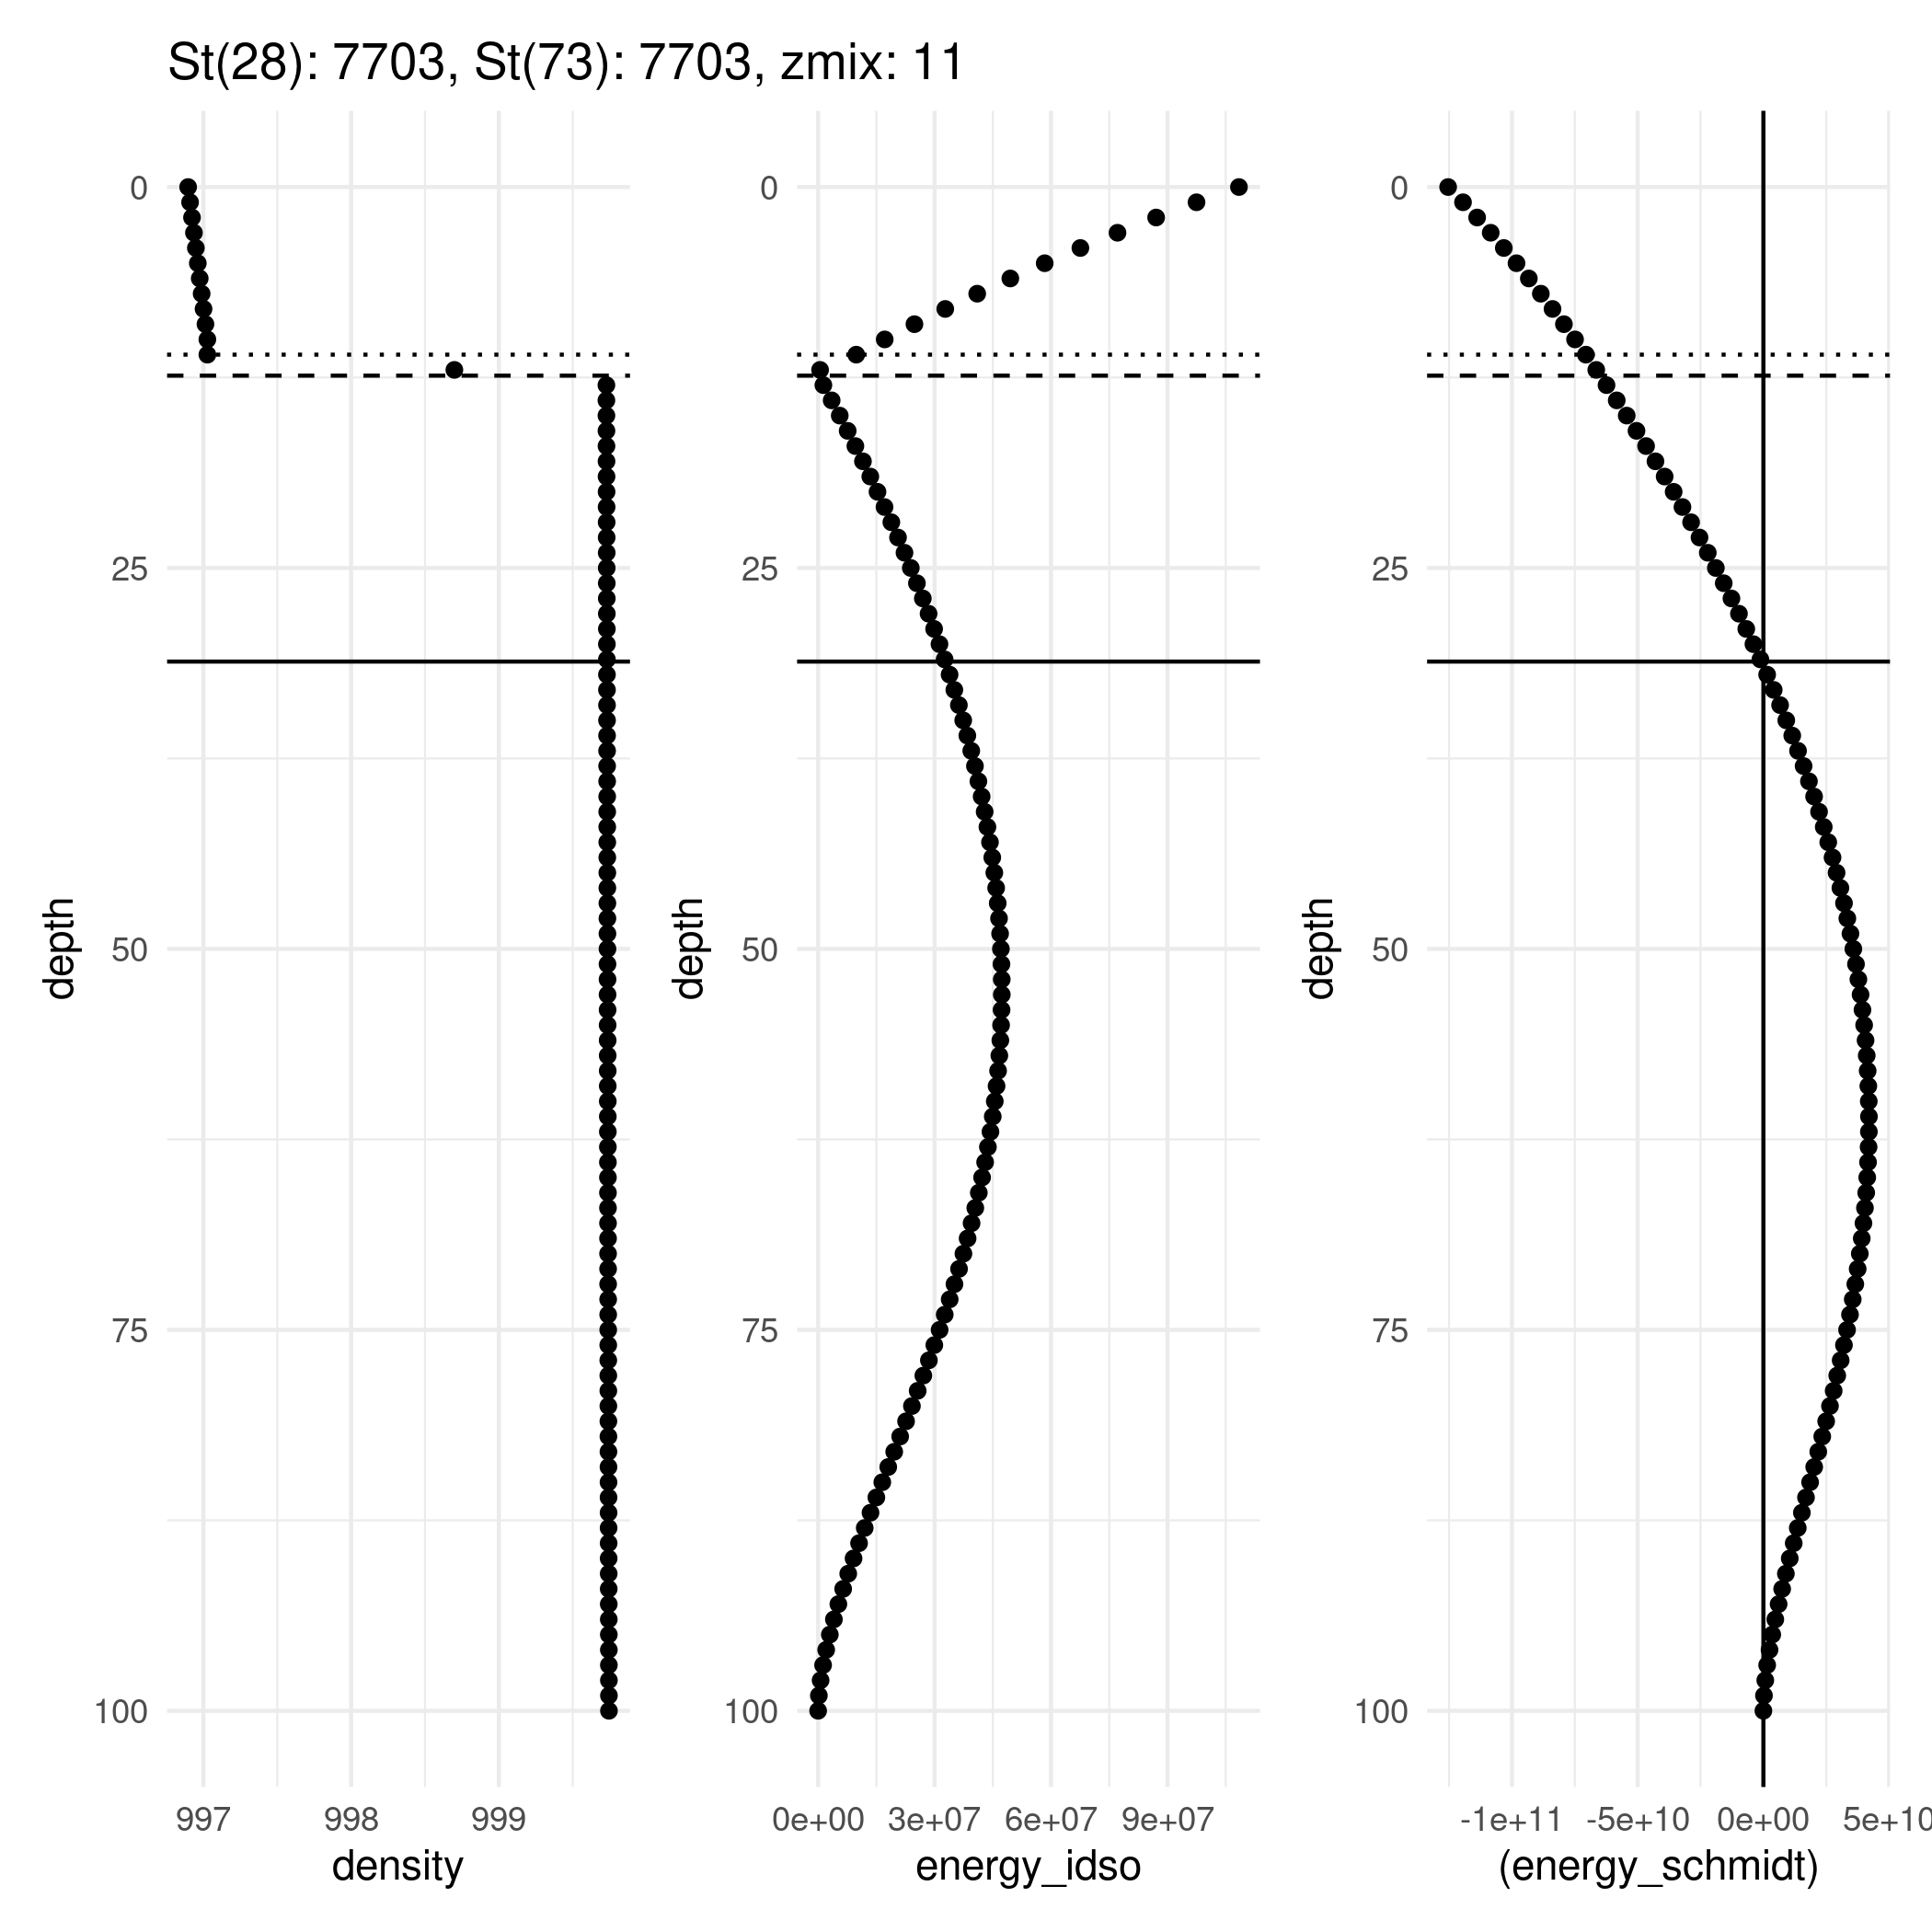 St(28): 7703, St(73): 7703, zmix: 11
0
25
50
75
100
depth
997
998
999
density
0
25
50
75
100
depth
0e+00
3e+07
6e+07
9e+07
energy_idso
0
25
50
75
100
depth
-1e+11
-5e+10
0e+00
5e+10
(energy_schmidt)